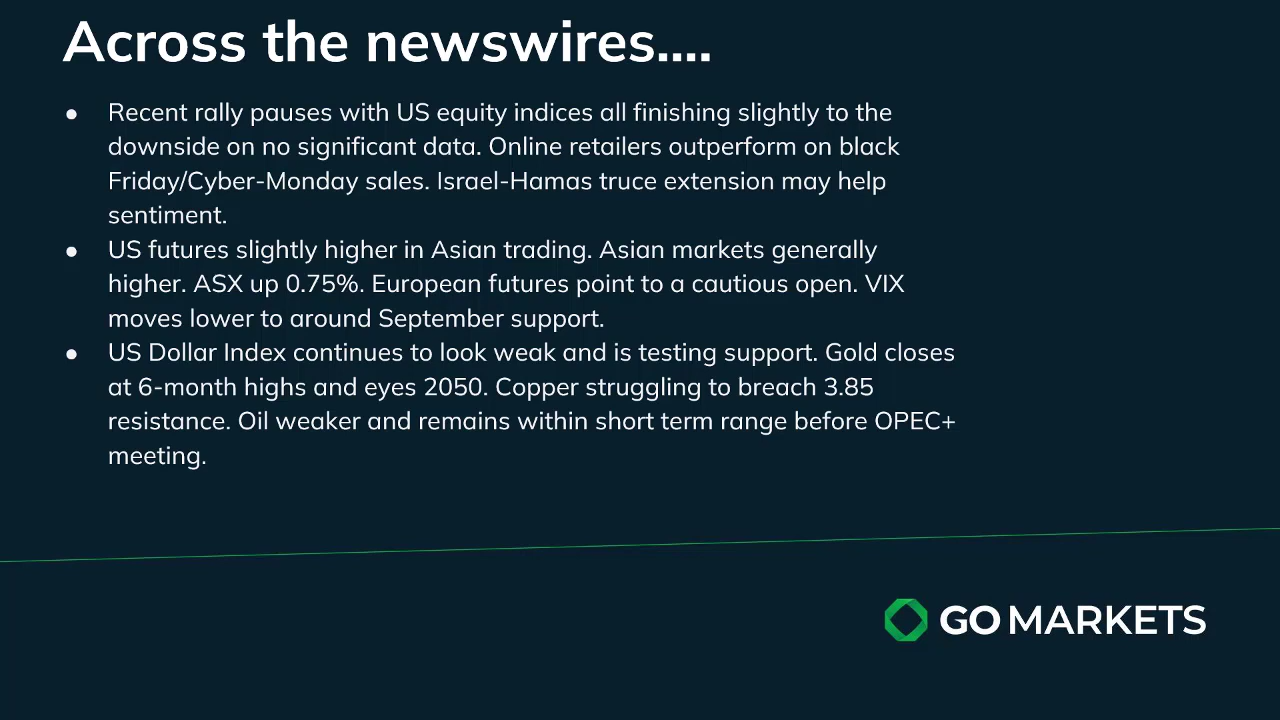 Across the newswires....
● Recent rally pauses with US equity indices all finishing slightly to the
downside on no significant data. Online retailers outperform on black
Friday/Cyber-Monday sales. Israel-Hamas truce extension may help
sentiment.
● US futures slightly higher in Asian trading. Asian markets generally
higher. ASX up 0.75%. European futures point to a cautious open. VIX
moves lower to around September support.
● US Dollar Index continues to look weak and is testing support. Gold closes
at 6-month highs and eyes 2050. Copper struggling to breach 3.85
resistance. Oil weaker and remains within short term range before OPEC+
meeting.
GO MARKETS